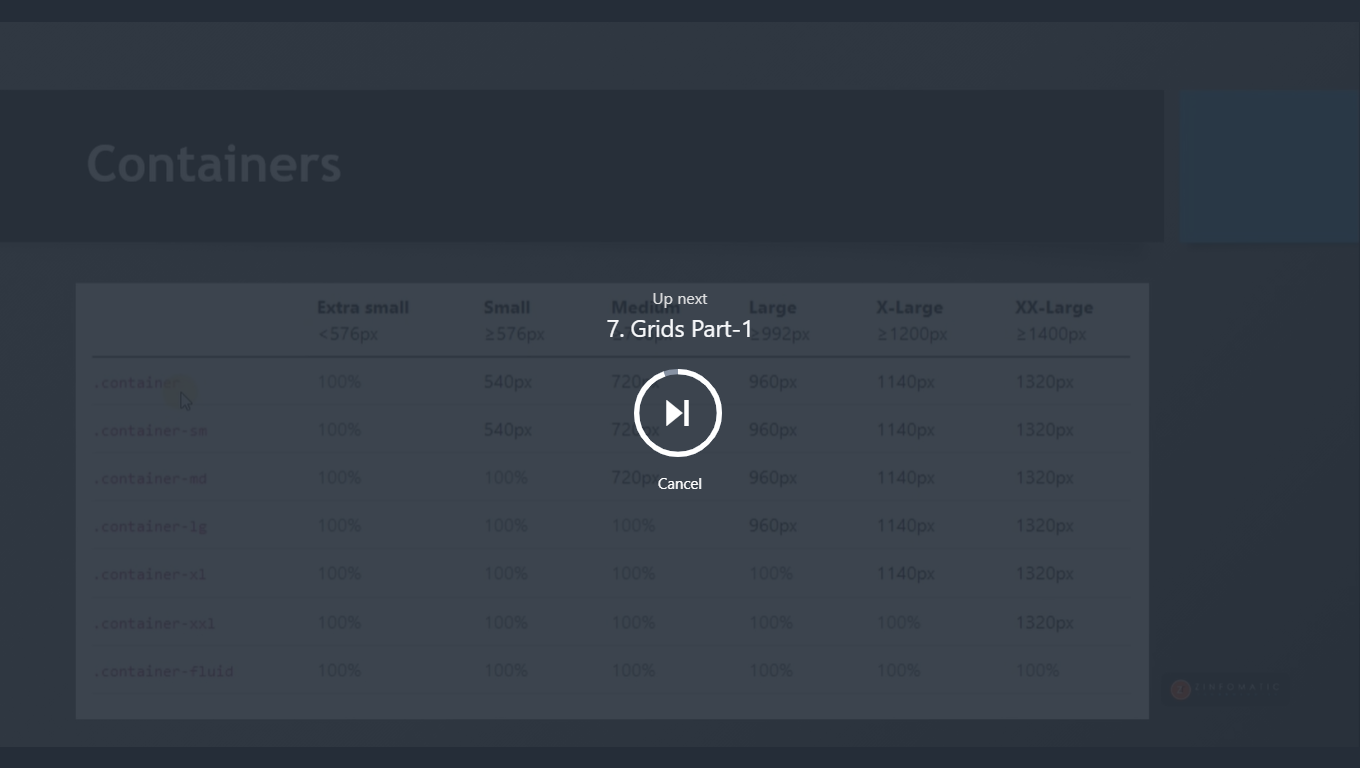 Containers
Up next
7. Grids Part-1
Extra small Small Medium Large X-Large XX-Large
<576px ≥576px ≥992px ≥1200px ≥1400px
.container 100% 540px 720px 960px 1140px 1320px
.container-sm 100% 540px 720px 960px 1140px 1320px
.container-md 100% 100% 720px 960px 1140px 1320px
Cancel
.container-lg 100% 100% 100% 960px 1140px 1320px
.container-xl 100% 100% 100% 100% 1140px 1320px
.container-xxl 100% 100% 100% 100% 100% 1320px
.container-fluid 100% 100% 100% 100% 100% 100%